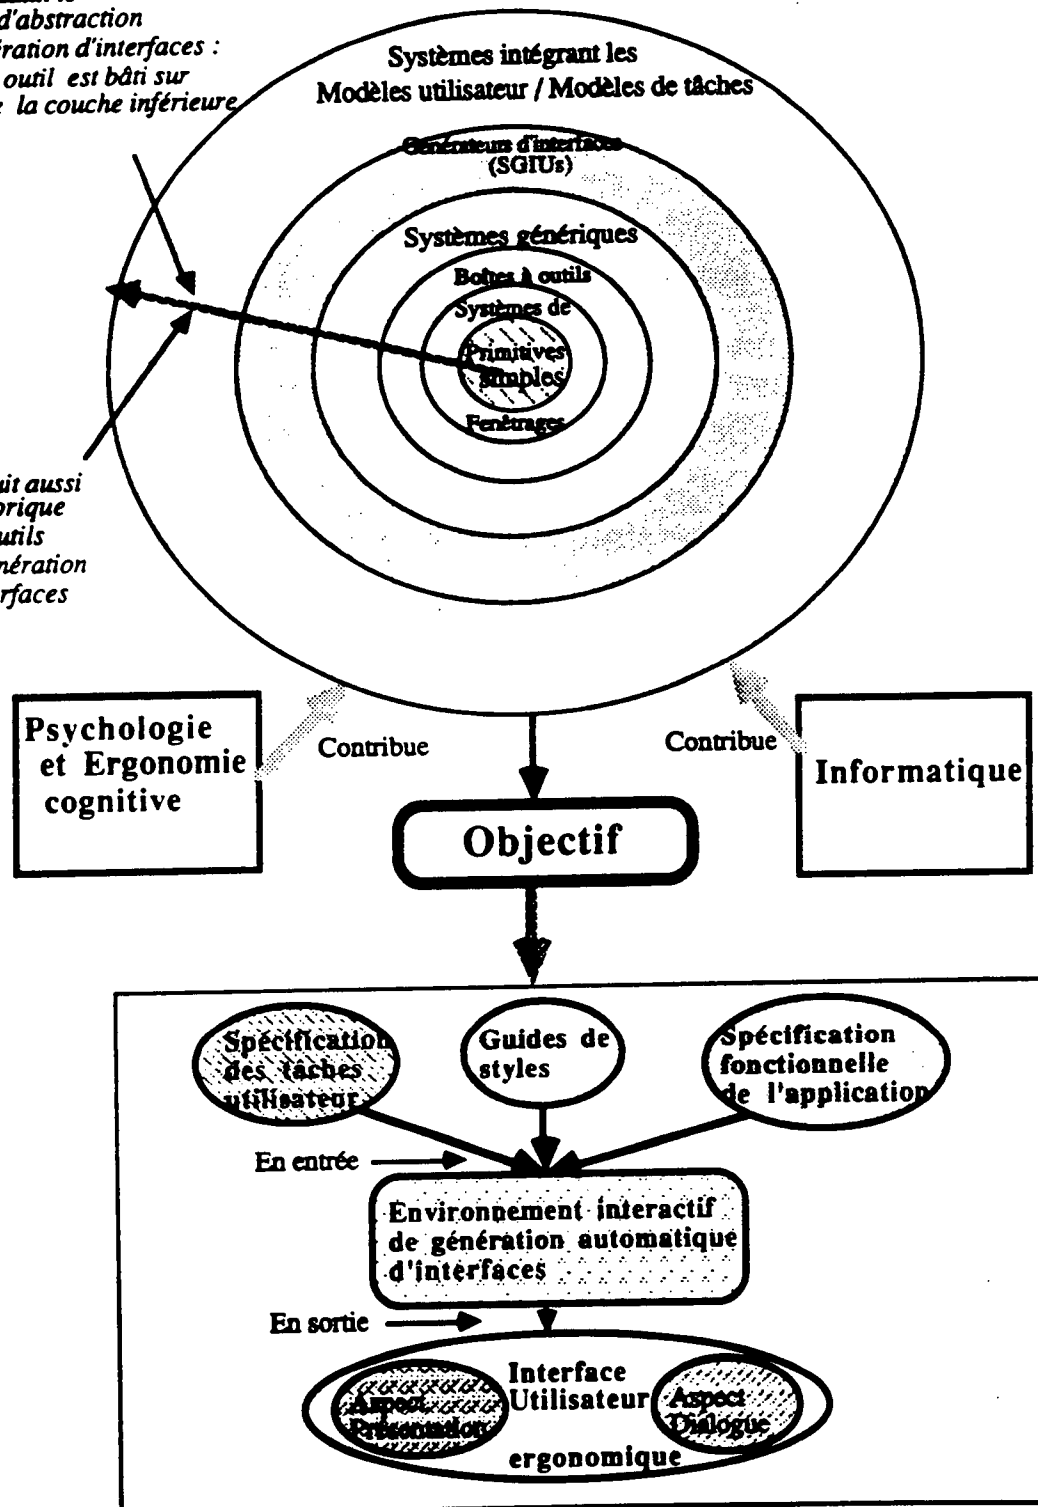 d'abstraction
ration d'interfaces :
outil est bâti sur
la couche inférieure
Systèmes intégrant les
Modèles utilisateur / Modèles de tâches
Générateurs d'interfaces
(SGIUs)
Systèmes génériques
Boîtes à outils
Systèmes de
Primitives
simples
Fenêtrages
it aussi
orique
utils
nération
rfaces
Psychologie
et Ergonomie
cognitive
Contribue
Contribue
Informatique
Objectif
Spécification
des tâches
utilisateur
Guides de
styles
Spécification
fonctionnelle
de l'application
En entrée
Environnement interactif
de génération automatique
d'interfaces
En sortie
Interface
Utilisateur
ergonomique
Aspect
Présentation
Aspect
Dialogue